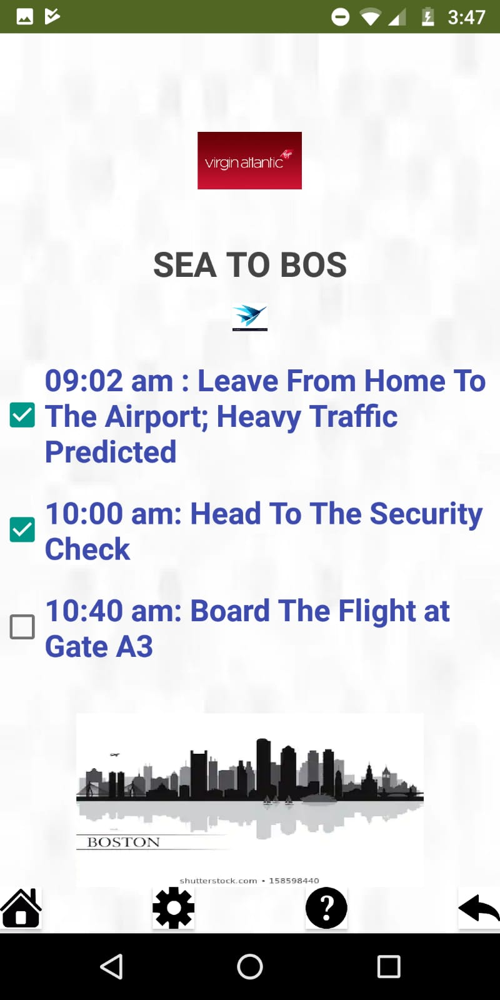 3:47
virgin atlantic
SEA TO BOS
09:02 am : Leave From Home To
The Airport; Heavy Traffic
Predicted
10:00 am: Head To The Security
Check
10:40 am: Board The Flight at
Gate A3
BOSTON
shutterstock.com • 158598440
?